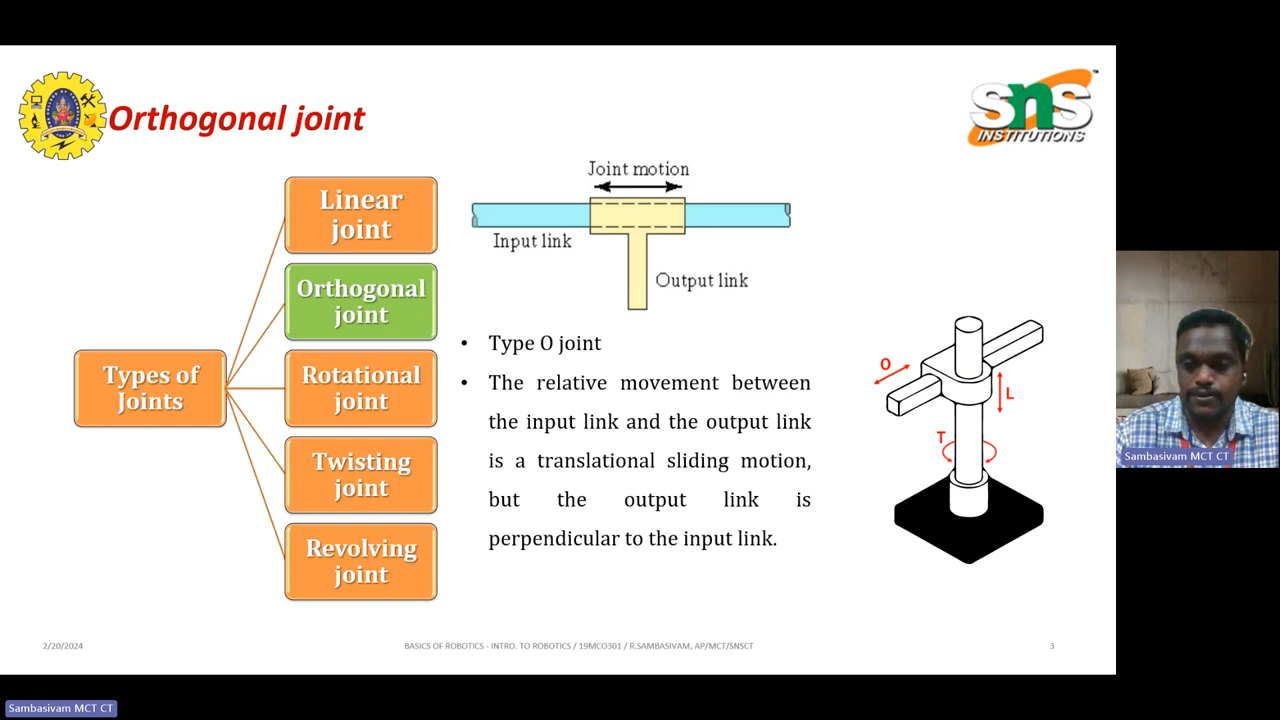 Orthogonal joint
SNS
INSTITUTIONS
TM
Types of
Joints
Linear
joint
Orthogonal
joint
Rotational
joint
Twisting
joint
Revolving
joint
Joint motion
Input link
Output link
• Type O joint
• The relative movement between
the input link and the output link
is a translational sliding motion,
but the output link is
perpendicular to the input link.
O
L
T
Sambasivam MCT CT
2/20/2024
BASICS OF ROBOTICS - INTRO. TO ROBOTICS / 19MCO301 / R.SAMBASIVAM, AP/MCT/SNSCT
3
Sambasivam MCT CT